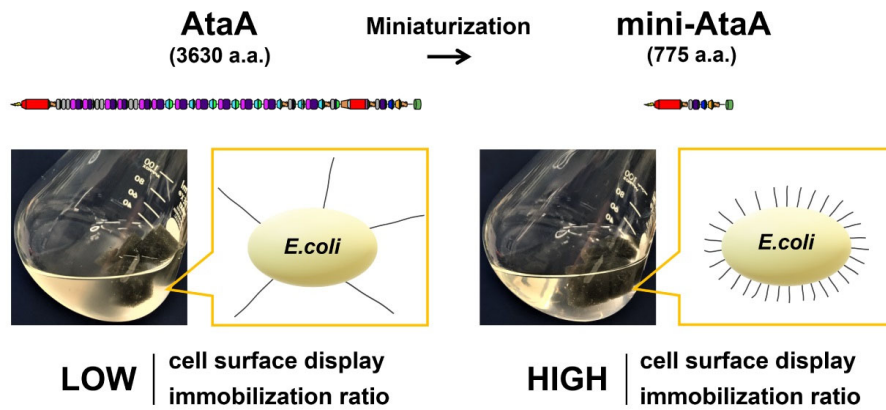 AtaA
(3630 a.a.)
Miniaturization
mini-AtaA
(775 a.a.)
E.coli
E.coli
LOW
cell surface display
immobilization ratio
HIGH
cell surface display
immobilization ratio